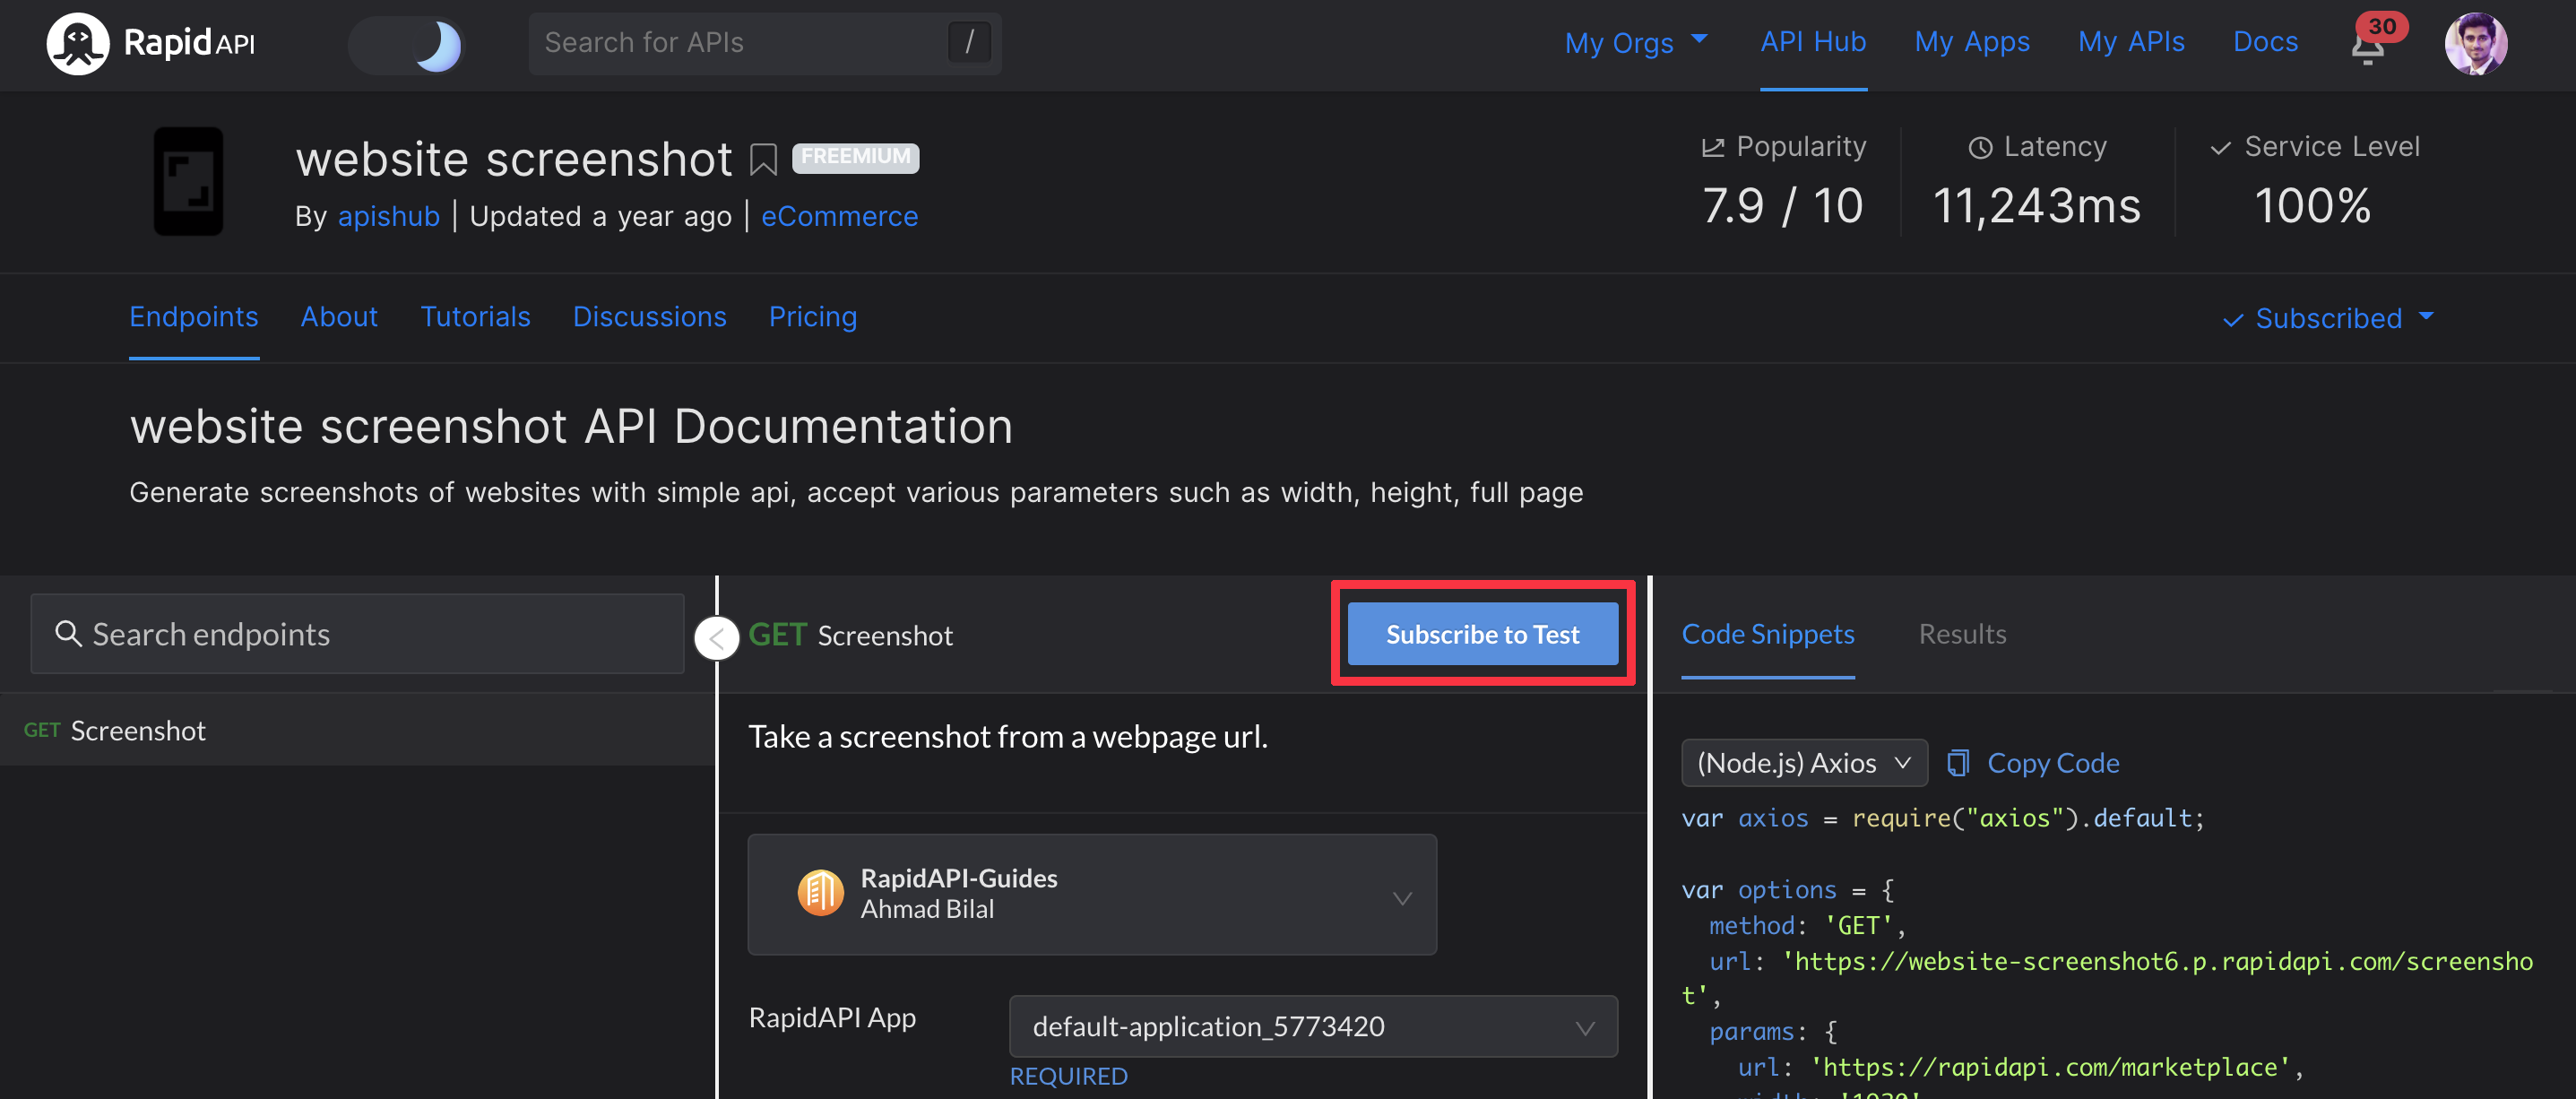 RapidAPI
Search for APIs /
My Orgs API Hub My Apps My APIs Docs 30
website screenshot FREEMIUM
By apishub | Updated a year ago | eCommerce
Popularity
7.9 / 10
Latency
11,243ms
Service Level
100%
Endpoints About Tutorials Discussions Pricing
Subscribed
website screenshot API Documentation
Generate screenshots of websites with simple api, accept various parameters such as width, height, full page
Search endpoints
GET Screenshot
GET Screenshot
Subscribe to Test
Take a screenshot from a webpage url.
RapidAPI-Guides
Ahmad Bilal
RapidAPI App
default-application_5773420
REQUIRED
Code Snippets Results
(Node.js) Axios Copy Code
var axios = require("axios").default;
var options = {
method: 'GET',
url: 'https://website-screenshot6.p.rapidapi.com/screensho
t',
params: {
url: 'https://rapidapi.com/marketplace',
width: '1920'